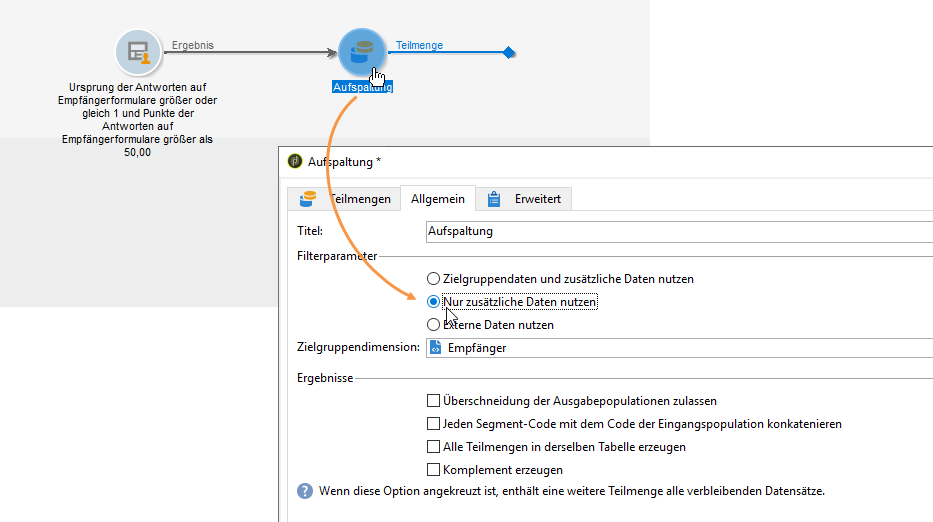 Ergebnis
Teilmenge
Aufspaltung
Ursprung der Antworten auf
Empfängerformulare größer oder
gleich 1 und Punkte der
Antworten auf
Empfängerformulare größer als
50,00
Aufspaltung *
Teilmengen
Allgemein
Erweitert
Titel:
Aufspaltung
Filterparameter
Zielgruppendaten und zusätzliche Daten nutzen
Nur zusätzliche Daten nutzen
Externe Daten nutzen
Zielgruppendimension:
Empfänger
Ergebnisse
Überschneidung der Ausgabepopulationen zulassen
Jeden Segment-Code mit dem Code der Eingangspopulation konkatenieren
Alle Teilmengen in derselben Tabelle erzeugen
Komplement erzeugen
Wenn diese Option angekreuzt ist, enthält eine weitere Teilmenge alle verbleibenden Datensätze.